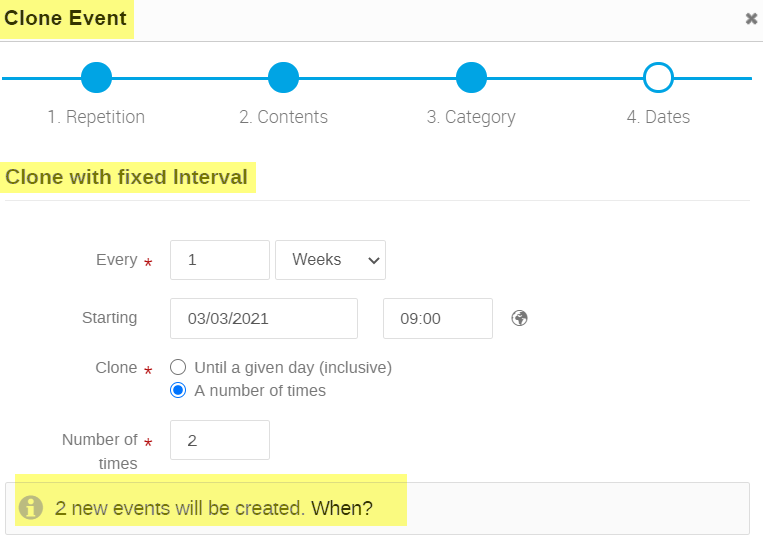 Clone Event
1. Repetition 2. Contents 3. Category 4. Dates
Clone with fixed Interval
Every * 1 Weeks
Starting 03/03/2021 09:00
Clone * Until a given day (inclusive)
A number of times
Number of * 2
times
2 new events will be created. When?